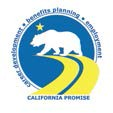 career development • benefits planning • employment
CALIFORNIA PROMISE